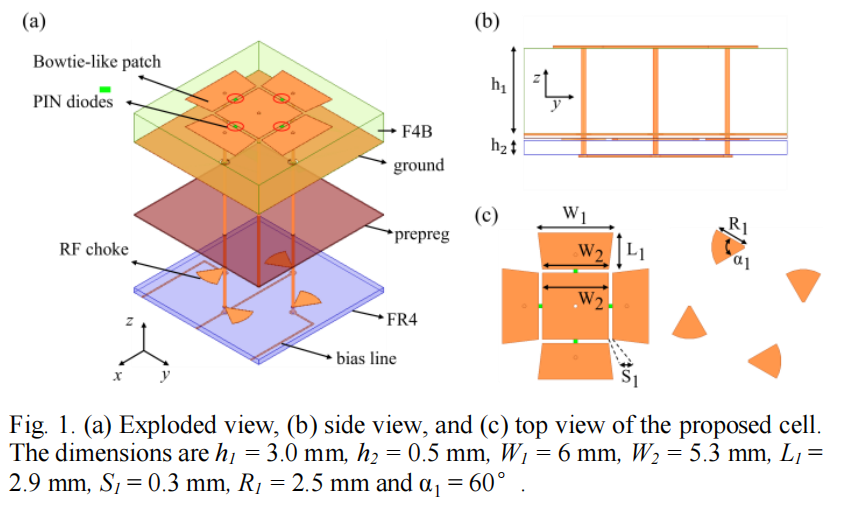 (a)
Bowtie-like patch
PIN diodes
F4B
ground
prepreg
RF choke
FR4
bias line
z
x
y
(b)
h₁
z
y
h₂
(c)
W₁
W₂
L₁
W₂
S₁
R₁
α₁
Fig. 1. (a) Exploded view, (b) side view, and (c) top view of the proposed cell.
The dimensions are h₁ = 3.0 mm, h₂ = 0.5 mm, W₁ = 6 mm, W₂ = 5.3 mm, L₁ =
2.9 mm, S₁ = 0.3 mm, R₁ = 2.5 mm and α₁ = 60° .